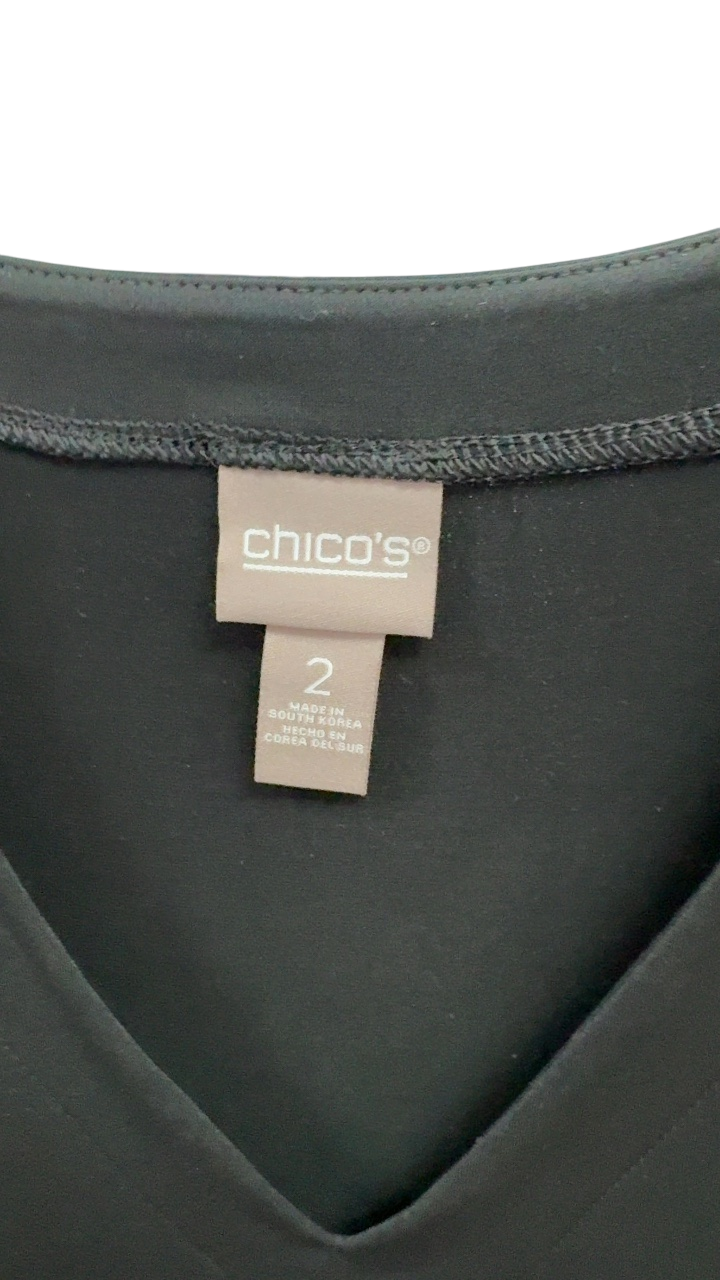 chico's®
2
MADE IN
SOUTH KOREA
HECHO EN
COREA DEL SUR